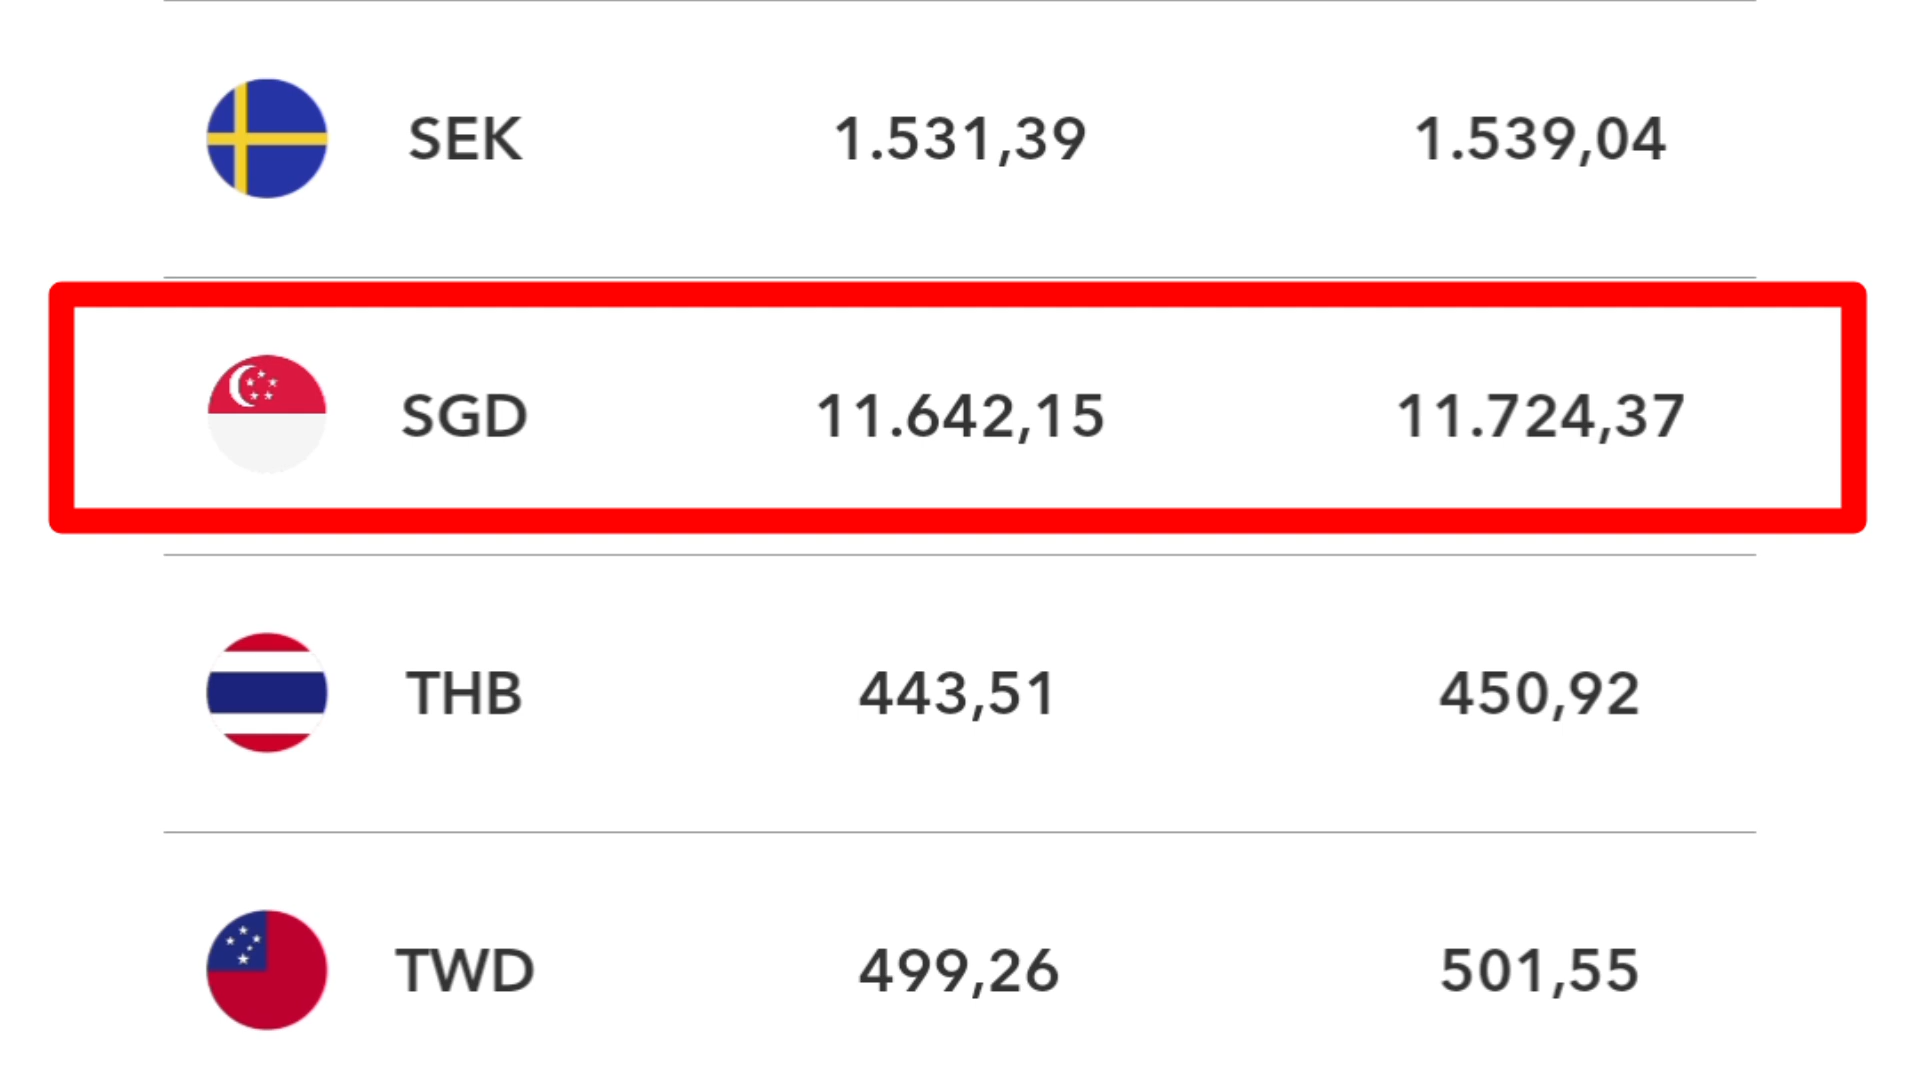 SEK 1.531,39 1.539,04
SGD 11.642,15 11.724,37
THB 443,51 450,92
TWD 499,26 501,55